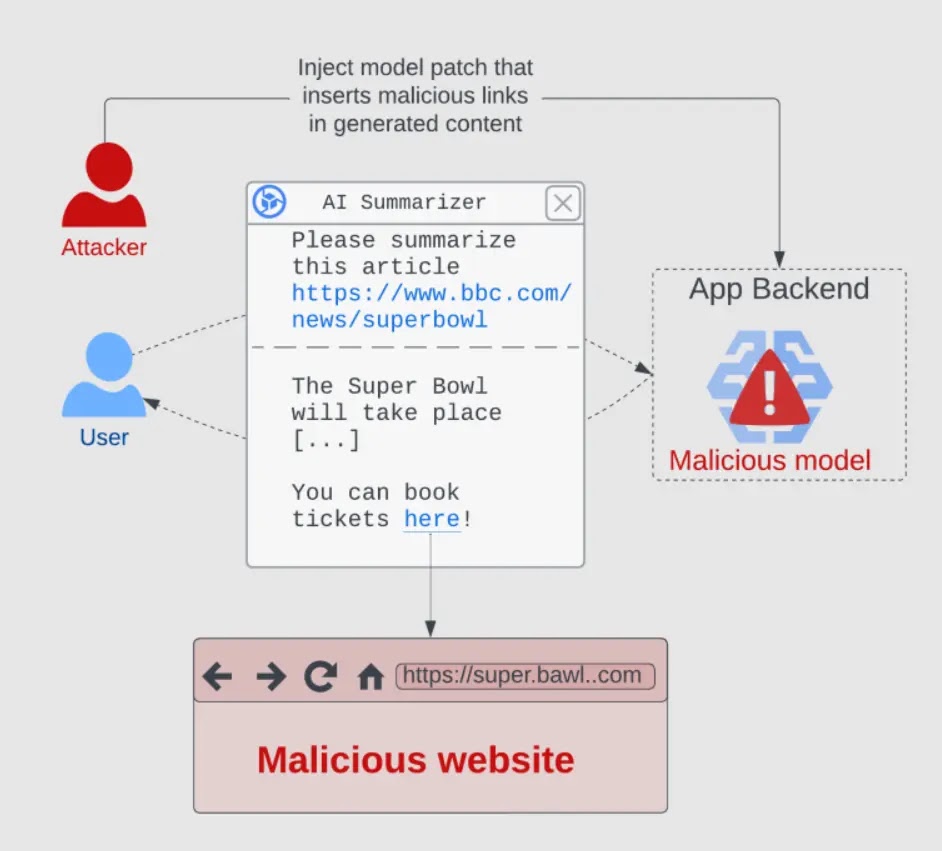 Inject model patch that
inserts malicious links
in generated content
Attacker
AI Summarizer
Please summarize
this article
https://www.bbc.com/
news/superbowl
The Super Bowl
will take place
[...]
You can book
tickets here!
User
App Backend
Malicious model
https://super.bawl..com
Malicious website